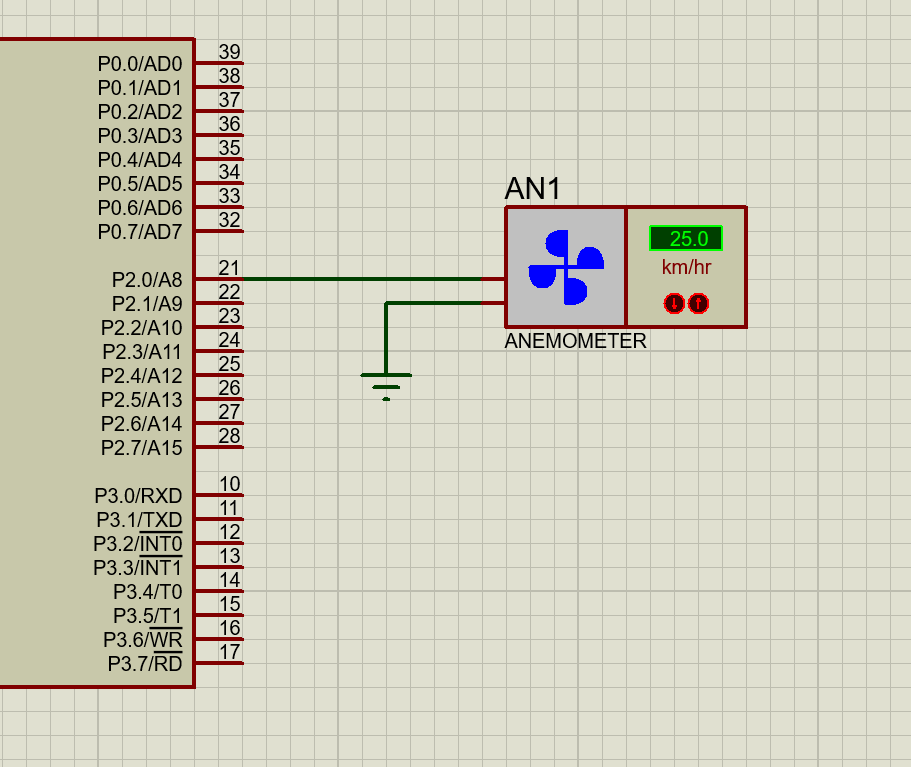 39
P0.0/AD0
38
P0.1/AD1
37
P0.2/AD2
36
P0.3/AD3
35
P0.4/AD4
34
P0.5/AD5
33
P0.6/AD6
32
P0.7/AD7
21
P2.0/A8
22
P2.1/A9
23
P2.2/A10
24
P2.3/A11
25
P2.4/A12
26
P2.5/A13
27
P2.6/A14
28
P2.7/A15
10
P3.0/RXD
11
P3.1/TXD
12
P3.2/INT0
13
P3.3/INT1
14
P3.4/T0
15
P3.5/T1
16
P3.6/WR
17
P3.7/RD
AN1
25.0
km/hr
ANEMOMETER